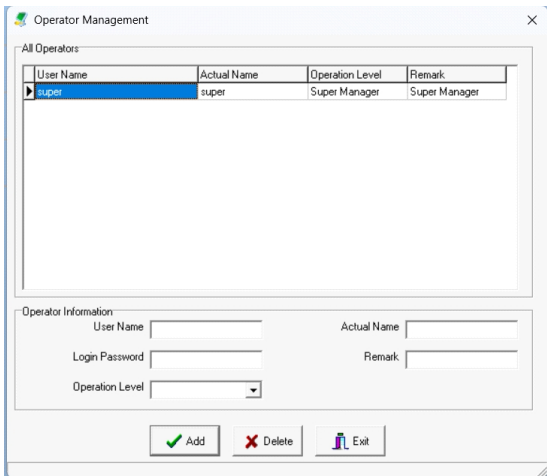 Operator Management
All Operators
User Name Actual Name Operation Level Remark
super super Super Manager Super Manager
Operator Information
User Name Actual Name
Login Password Remark
Operation Level
Add Delete Exit